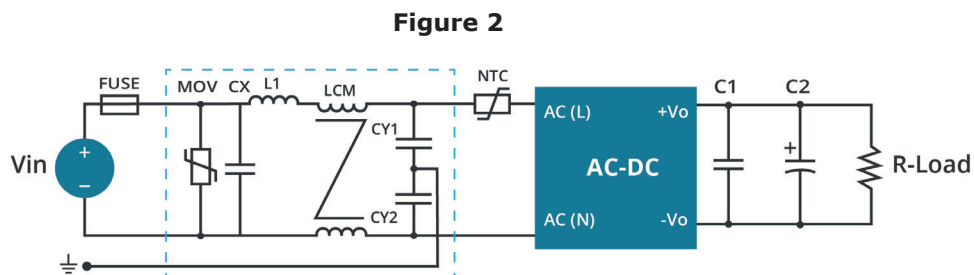 Figure 2
FUSE
MOV
CX
L1
LCM
CY1
CY2
NTC
Vin
+
−
AC (L)
+Vo
AC-DC
AC (N)
-Vo
C1
C2
+
R-Load